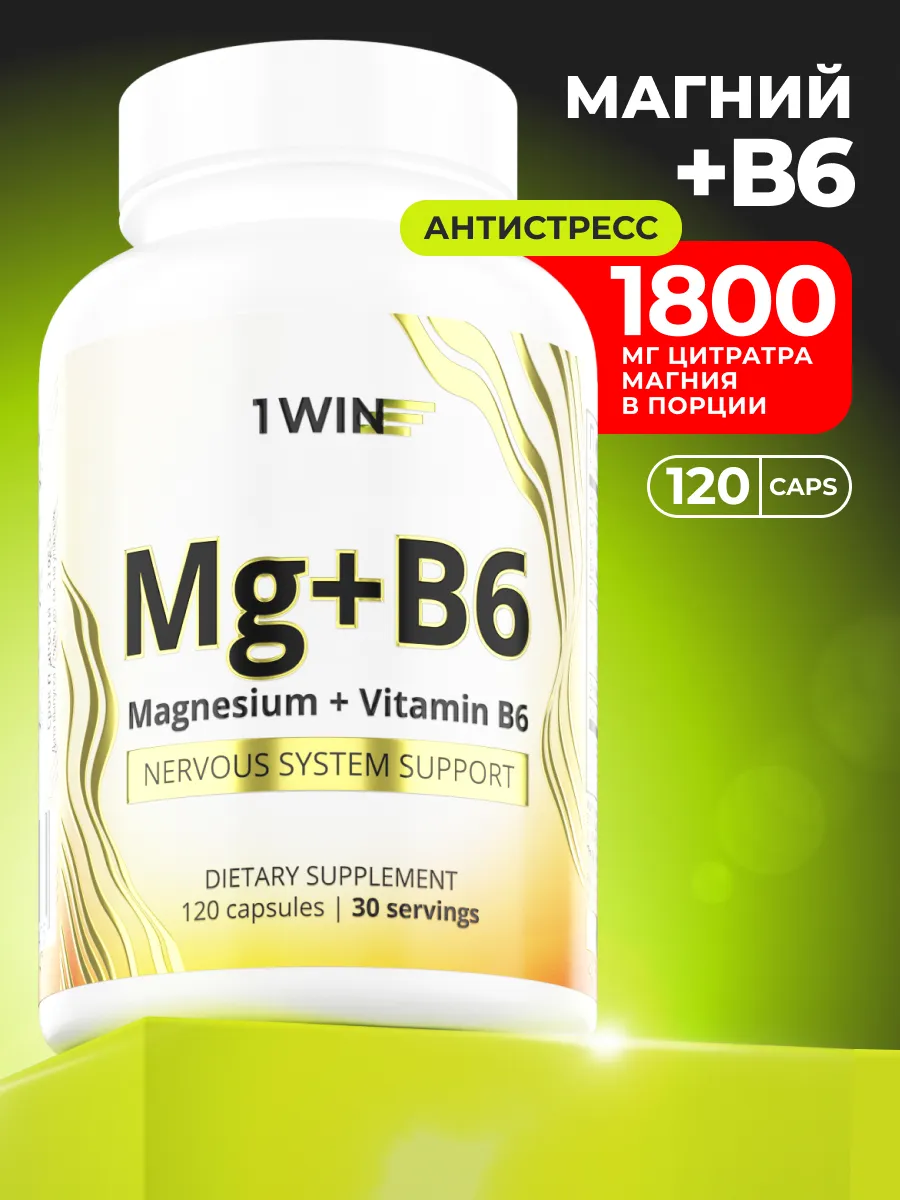 МАГНИЙ
+B6
АНТИСТРЕСС
1800
МГ ЦИТРАТРА
МАГНИЯ
В ПОРЦИИ
120 CAPS
1WIN
Mg+B6
Magnesium + Vitamin B6
NERVOUS SYSTEM SUPPORT
DIETARY SUPPLEMENT
120 capsules | 30 servings